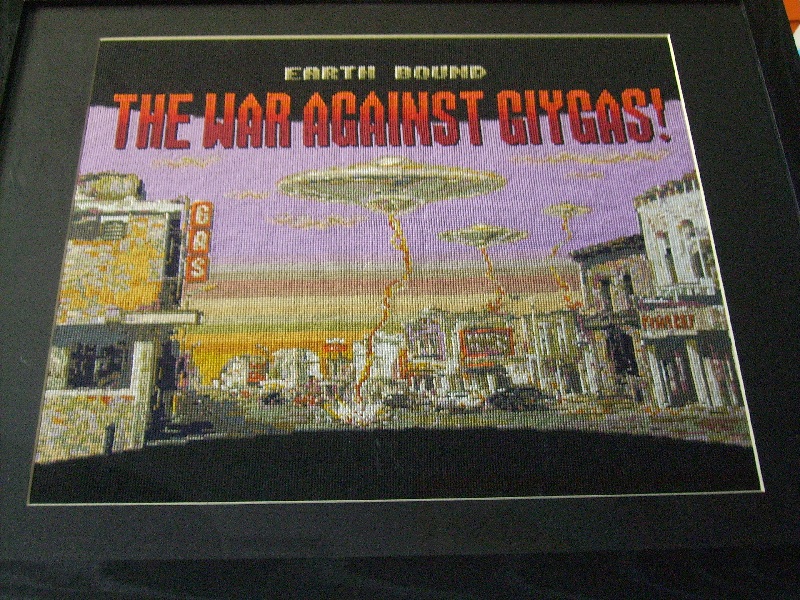 EARTH BOUND
THE WAR AGAINST GIYGAS!
GAS